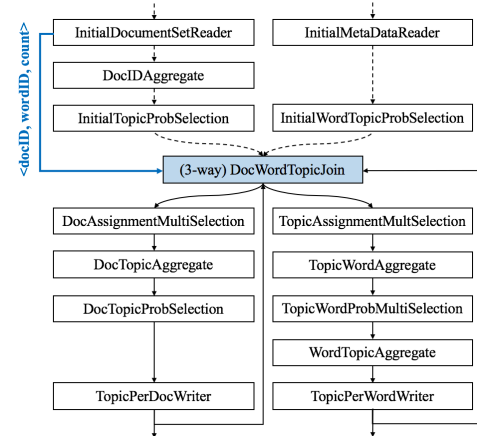 <docID, wordID, count>
InitialDocumentSetReader
InitialMetaDataReader
DocIDAggregate
InitialTopicProbSelection
InitialWordTopicProbSelection
(3-way) DocWordTopicJoin
DocAssignmentMultiSelection
TopicAssignmentMultSelection
DocTopicAggregate
TopicWordAggregate
DocTopicProbSelection
TopicWordProbMultiSelection
WordTopicAggregate
TopicPerDocWriter
TopicPerWordWriter